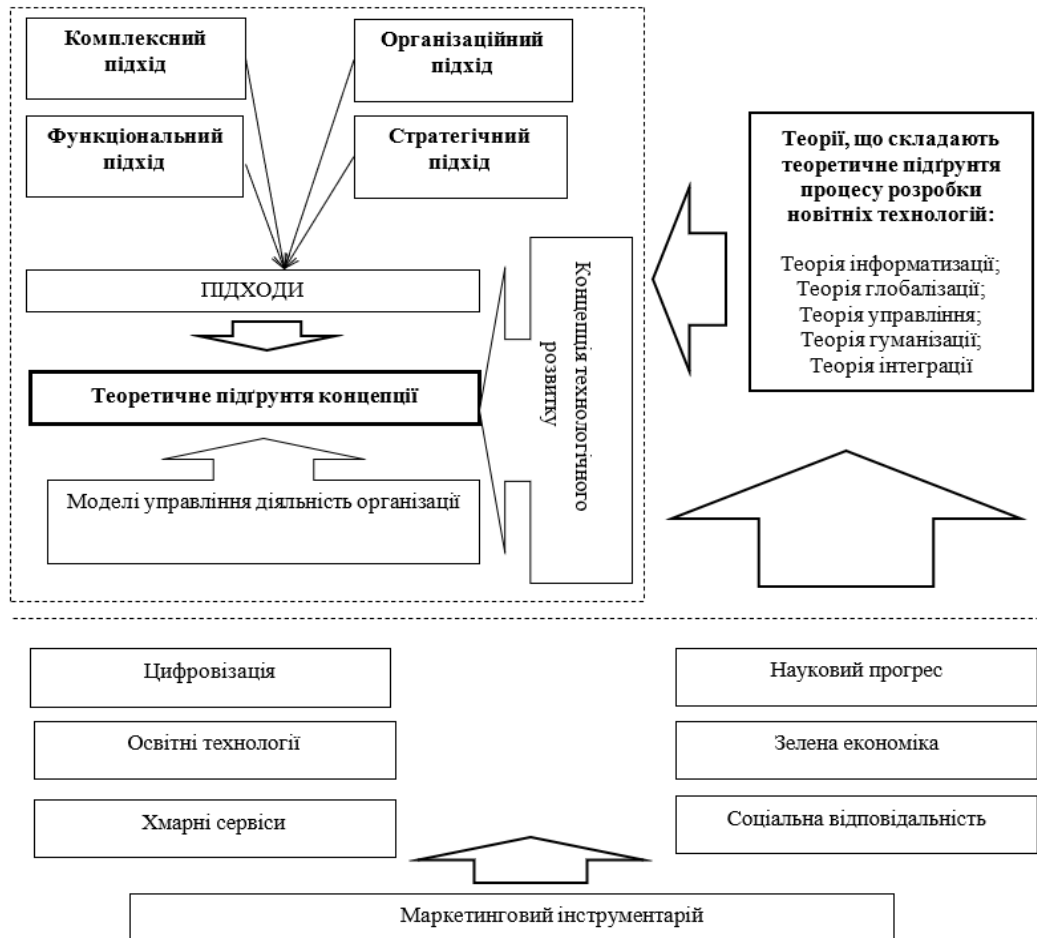 Комплексний
підхід
Організаційний
підхід
Функціональний
підхід
Стратегічний
підхід
ПІДХОДИ
Теоретичне підґрунтя концепції
Моделі управління діяльність організації
Концепція технологічного
розвитку
Теорії, що складають
теоретичне підґрунтя
процесу розробки
новітніх технологій:
Теорія інформатизації;
Теорія глобалізації;
Теорія управління;
Теорія гуманізації;
Теорія інтеграції
Цифровізація
Науковий прогрес
Освітні технології
Зелена економіка
Хмарні сервіси
Соціальна відповідальність
Маркетинговий інструментарій